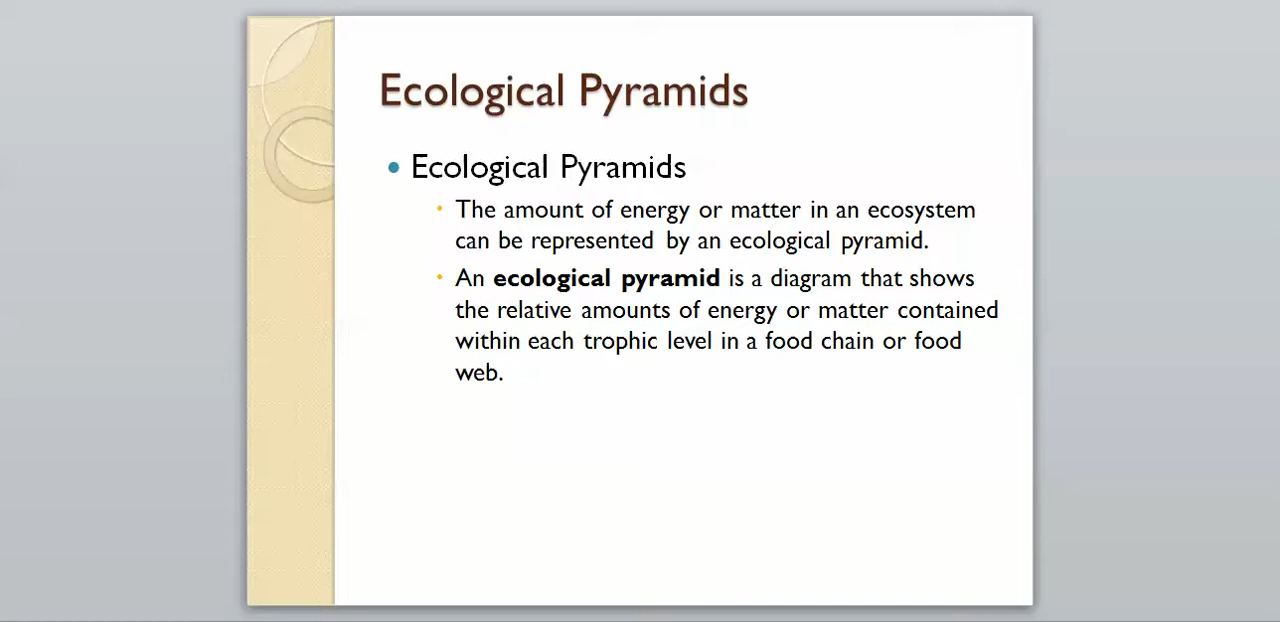 Ecological Pyramids
• Ecological Pyramids
• The amount of energy or matter in an ecosystem
can be represented by an ecological pyramid.
• An ecological pyramid is a diagram that shows
the relative amounts of energy or matter contained
within each trophic level in a food chain or food
web.